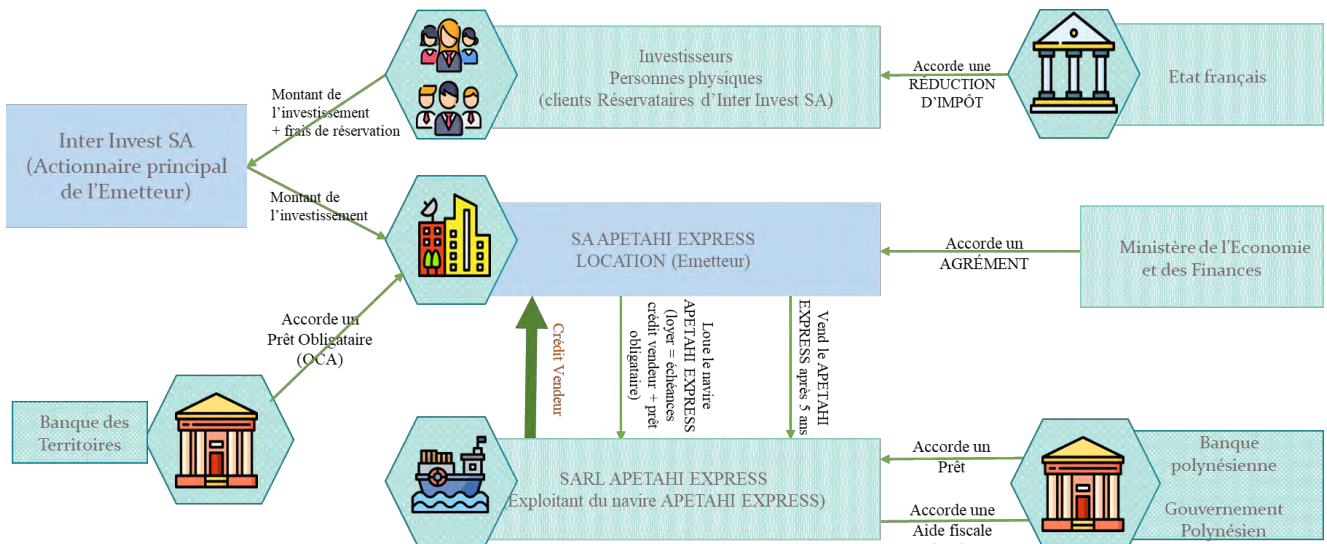 Investisseurs
Personnes physiques
(clients Réservataires d'Inter Invest SA)
Accorde une
RÉDUCTION
D'IMPÔT
Etat français
Montant de
l'investissement
+ frais de réservation
Inter Invest SA
(Actionnaire principal
de l'Emetteur)
Montant de
l'investissement
SA APETAHI EXPRESS
LOCATION (Emetteur)
Accorde un
AGRÉMENT
Ministère de l'Economie
et des Finances
Accorde un
Prêt Obligataire
(OCA)
Crédit Vendeur
Loue le navire
APETAHI EXPRESS
(loyer = échéances
crédit vendeur + prêt
obligataire)
Vend le APETAHI
EXPRESS après 5 ans
Banque des
Territoires
SARL APETAHI EXPRESS
(Exploitant du navire APETAHI EXPRESS)
Accorde un
Prêt
Accorde une
Aide fiscale
Banque
polynésienne
Gouvernement
Polynésien